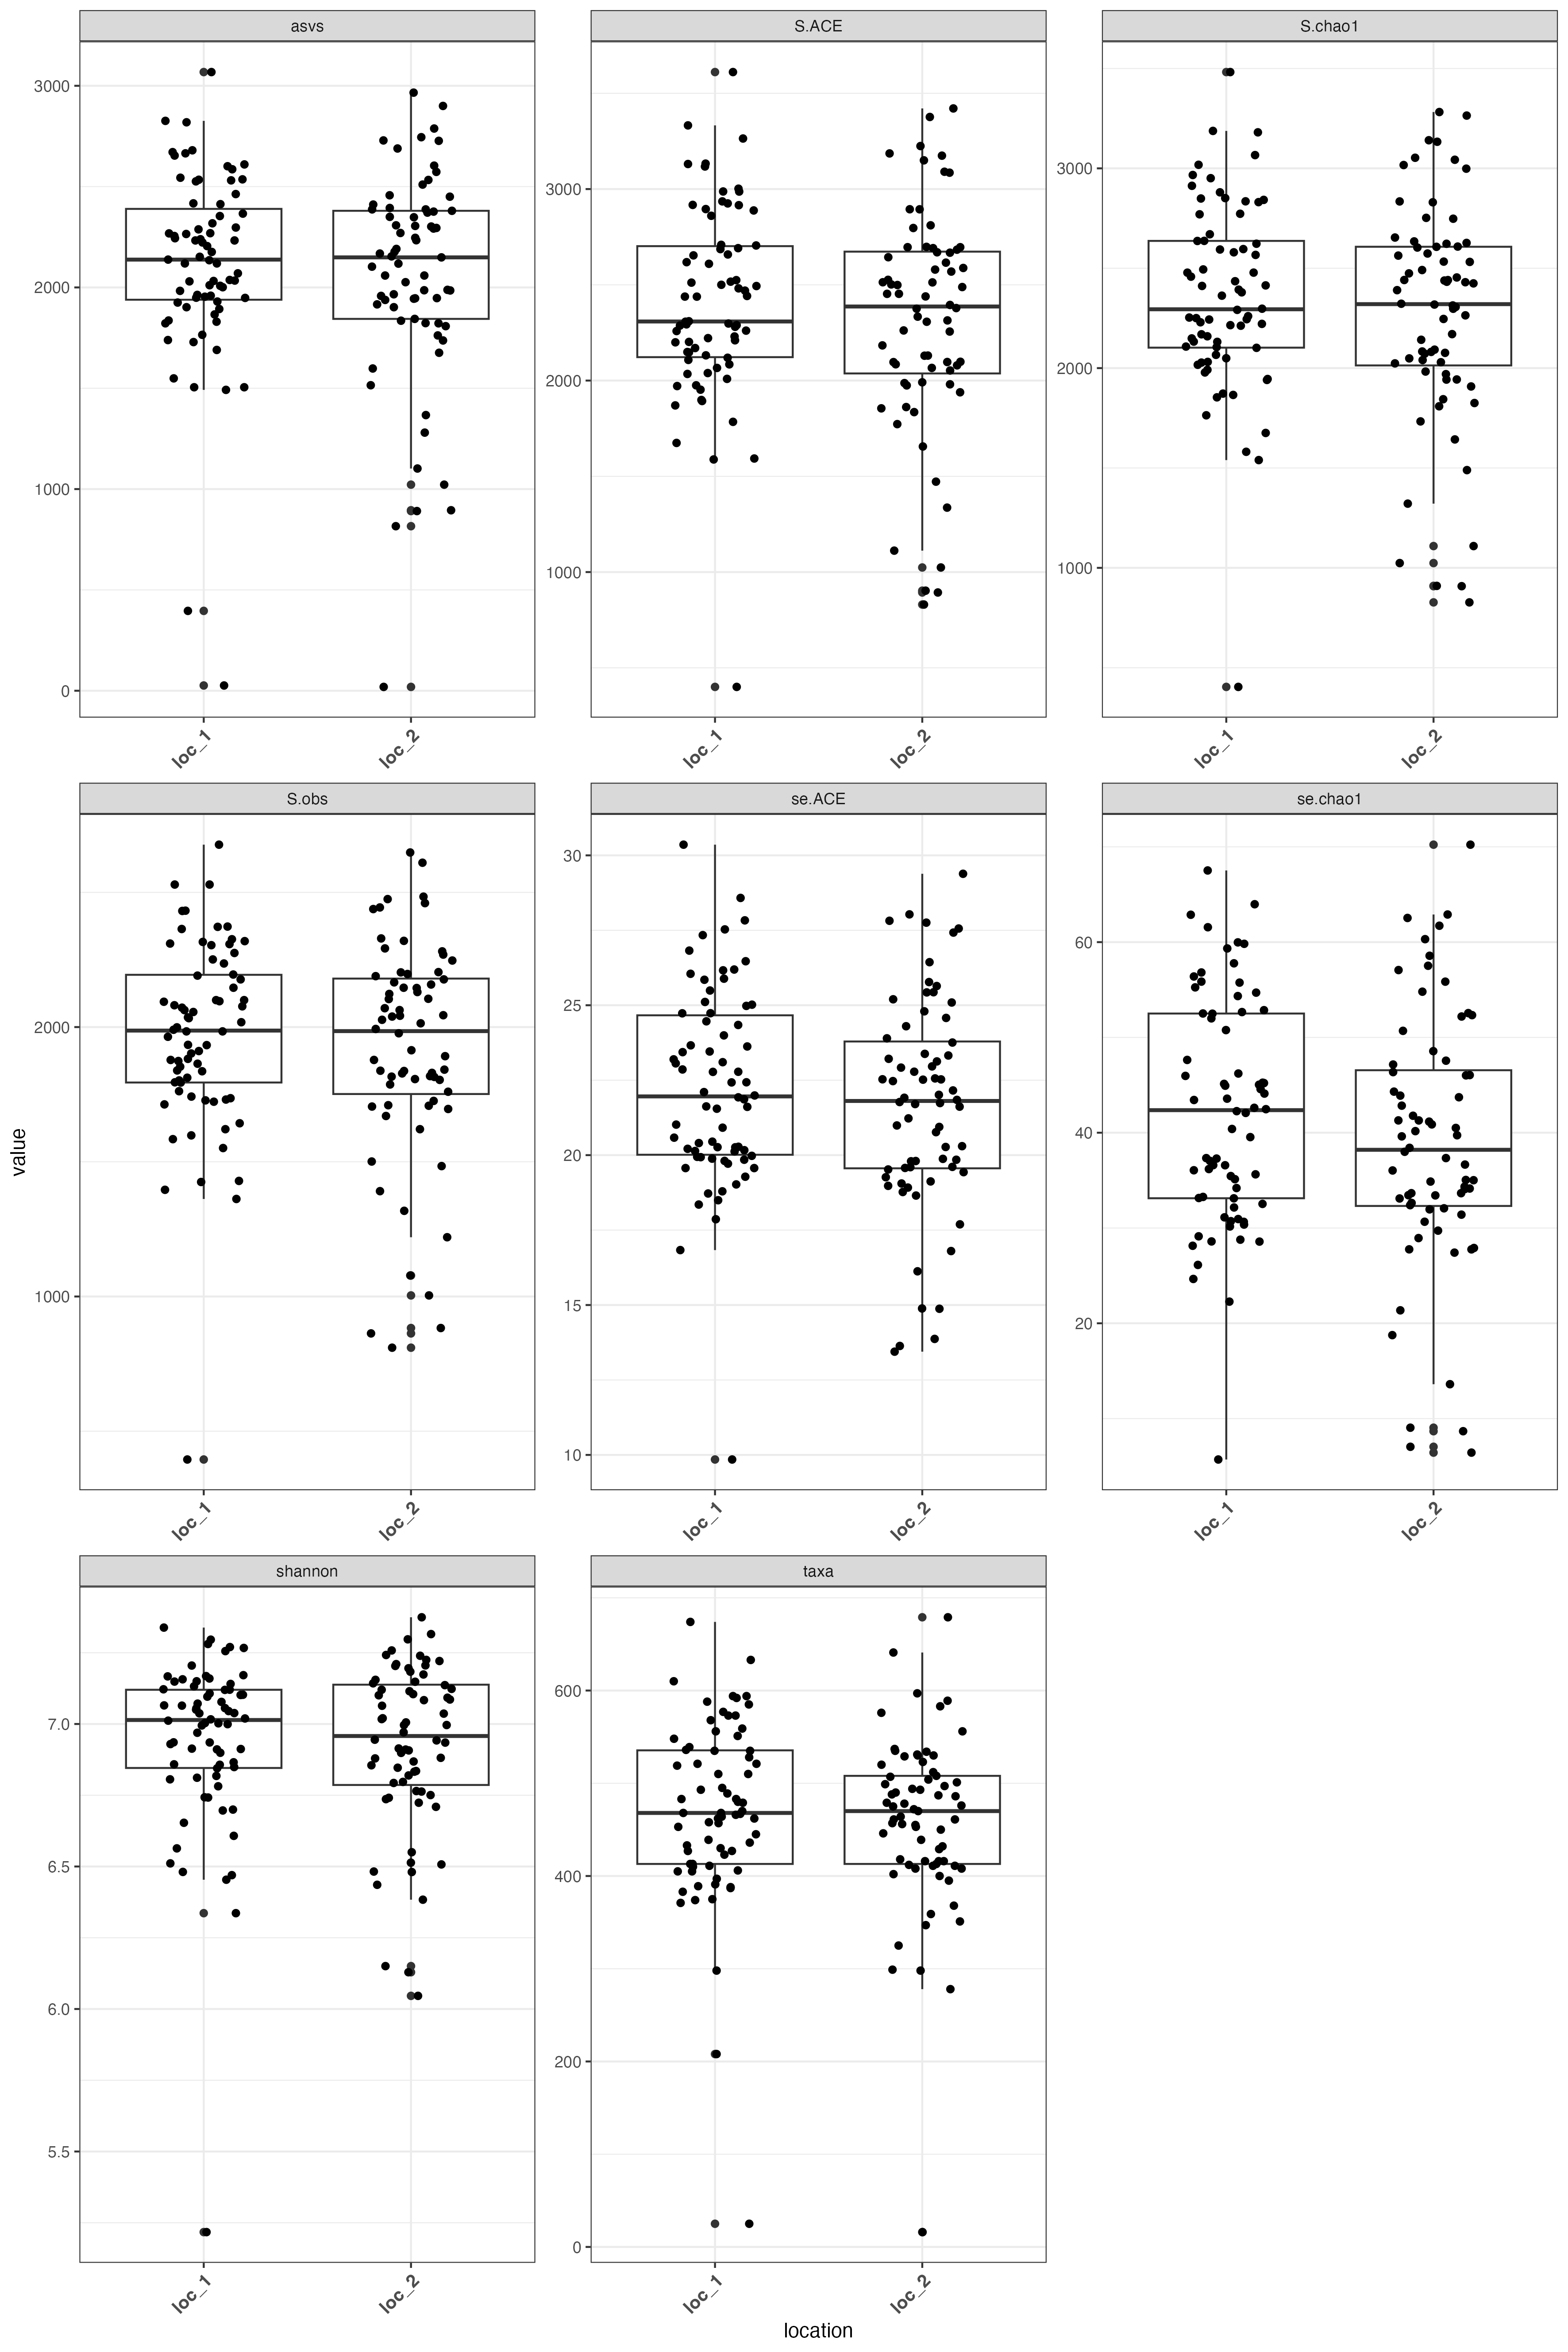 asvs
S.ACE
S.chao1
3000
2000
1000
0
3000
2000
1000
3000
2000
1000
loc_1
loc_2
loc_1
loc_2
loc_1
loc_2
S.obs
se.ACE
se.chao1
2000
1000
30
25
20
15
10
60
40
20
loc_1
loc_2
loc_1
loc_2
loc_1
loc_2
value
shannon
taxa
7.0
6.5
6.0
5.5
600
400
200
0
loc_1
loc_2
loc_1
loc_2
location